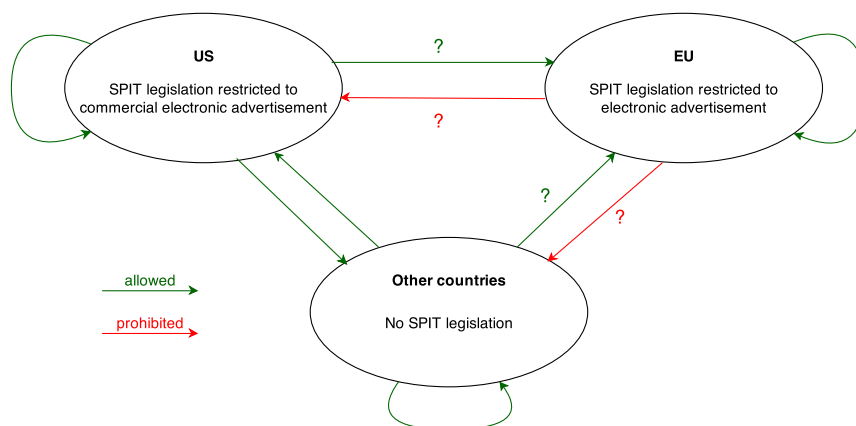 US
SPIT legislation restricted to
commercial electronic advertisement
?
?
EU
SPIT legislation restricted to
electronic advertisement
?
?
Other countries
No SPIT legislation
allowed
prohibited